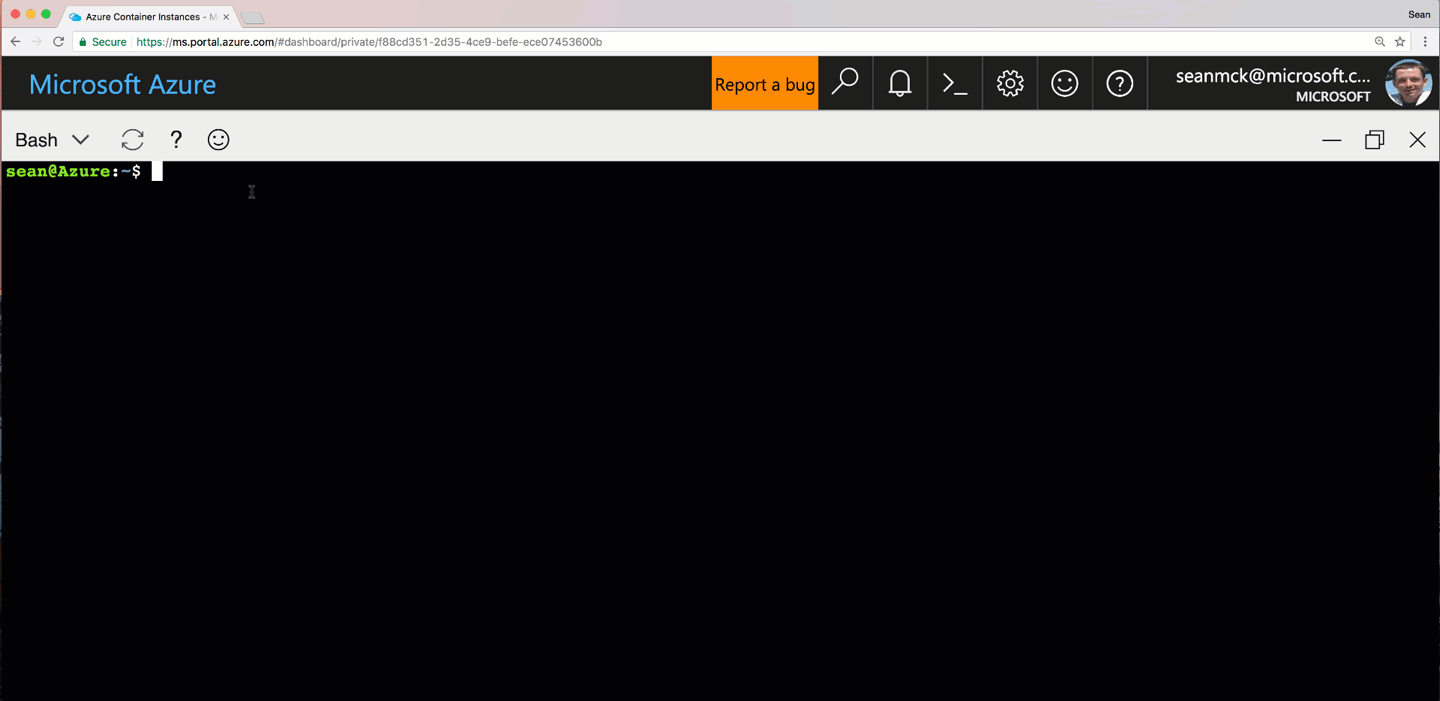 Azure Container Instances - M
Sean
Secure https://ms.portal.azure.com/#dashboard/private/f88cd351-2d35-4ce9-befe-ece07453600b
Microsoft Azure
Report a bug
seanmck@microsoft.c...
MICROSOFT
Bash
sean@Azure:~$